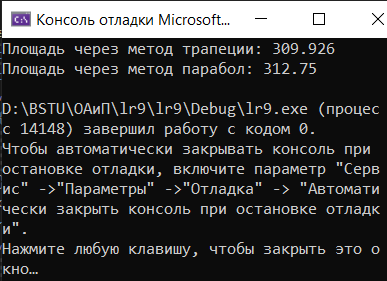 Консоль отладки Microsoft...
Площадь через метод трапеции: 309.926
Площадь через метод парабол: 312.75
D:\BSTU\ОАиП\lr9\lr9\Debug\lr9.exe (процес
с 14148) завершил работу с кодом 0.
Чтобы автоматически закрывать консоль при
остановке отладки, включите параметр "Серв
ис" ->"Параметры" ->"Отладка" -> "Автомати
чески закрыть консоль при остановке отладк
и".
Нажмите любую клавишу, чтобы закрыть это о
кно…